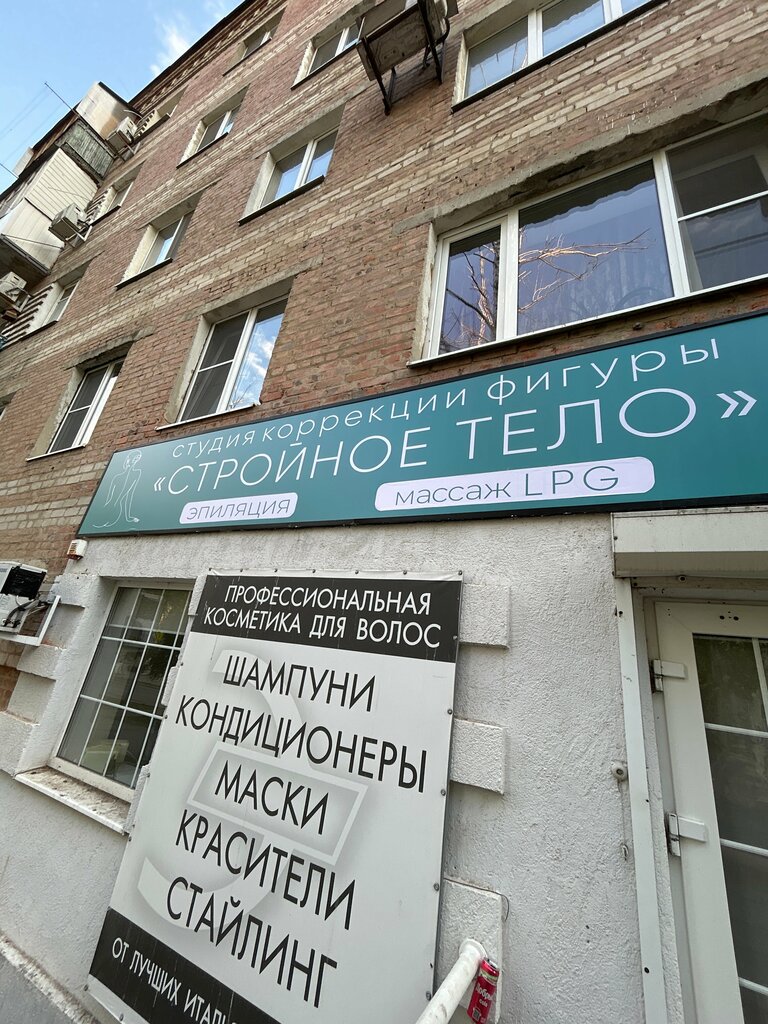 студия коррекции фигуры
«СТРОЙНОЕ ТЕЛО»
эпиляция
массаж LPG
ПРОФЕССИОНАЛЬНАЯ
КОСМЕТИКА ДЛЯ ВОЛОС
ШАМПУНИ
КОНДИЦИОНЕРЫ
МАСКИ
КРАСИТЕЛИ
СТАЙЛИНГ
ОТ ЛУЧШИХ
Добрый